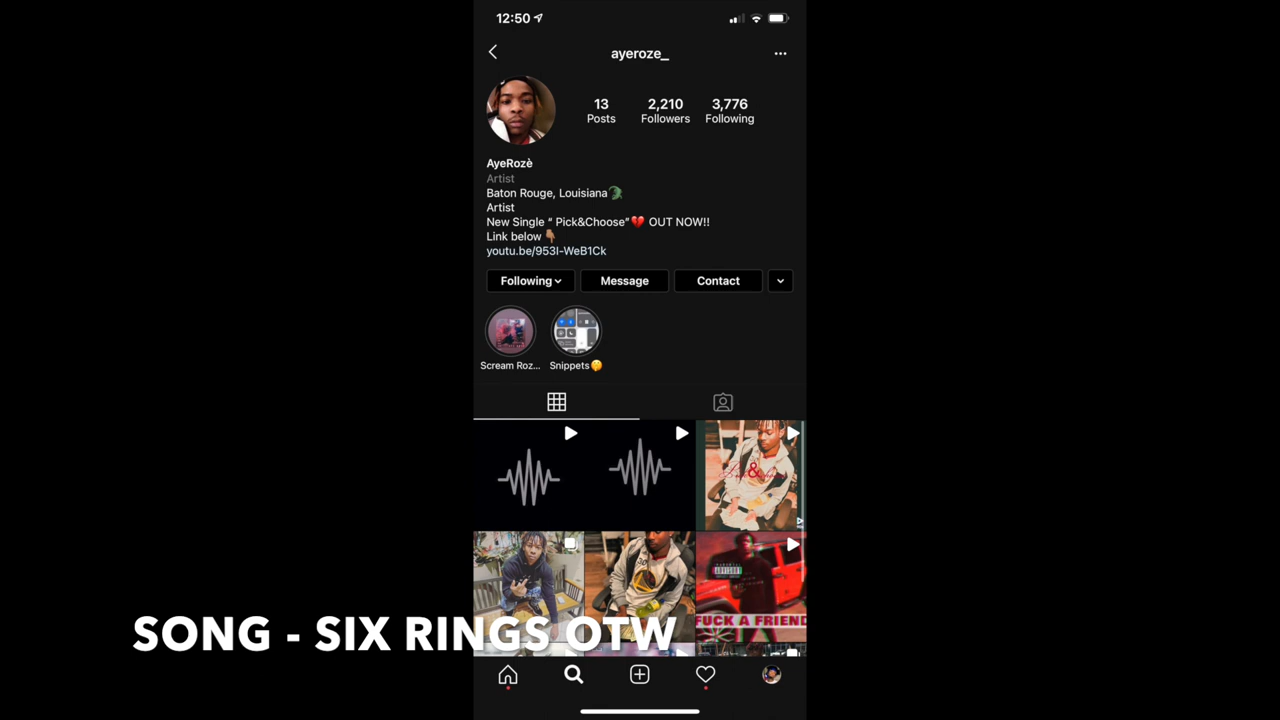 12:50
ayeroze_
13 2,210 3,776
Posts Followers Following
AyeRozè
Artist
Baton Rouge, Louisiana
Artist
New Single “ Pick&Choose” OUT NOW!!
Link below
youtu.be/953I-WeB1Ck
Following Message Contact
Scream Roz... Snippets
&
FUCK A FRIEND
SONG - SIX RINGS OTW